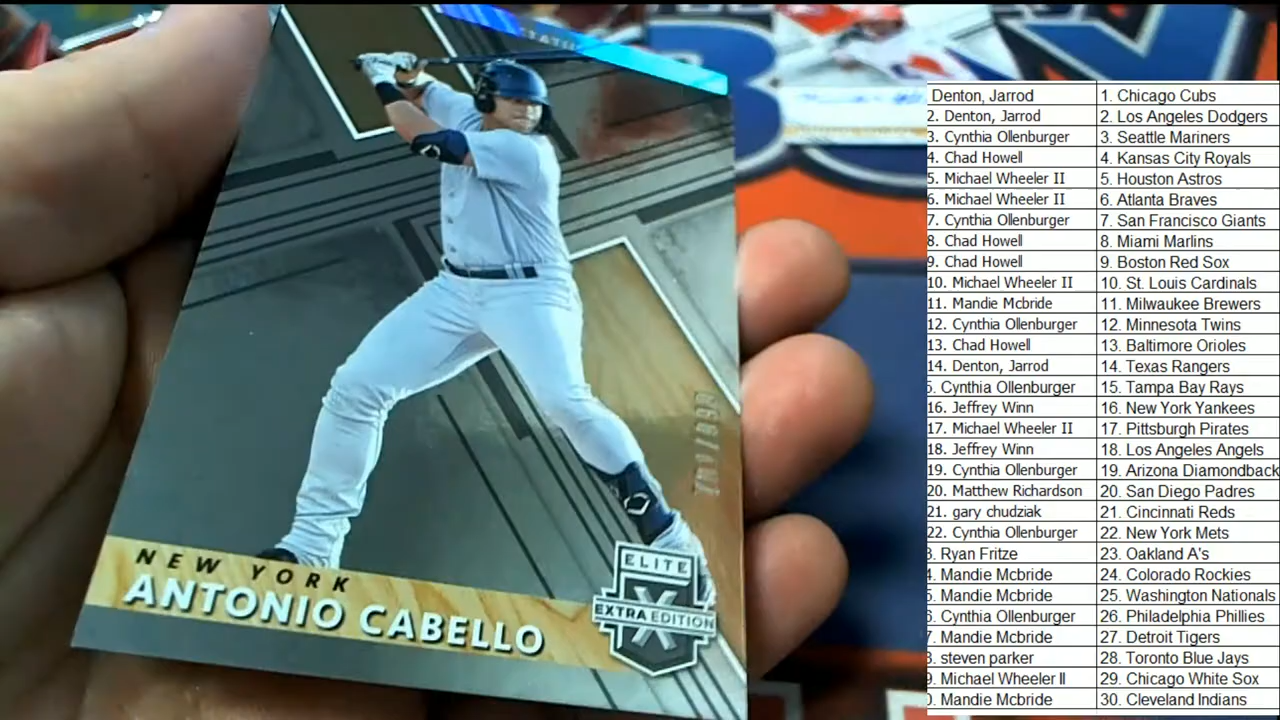 NEW YORK
ANTONIO CABELLO
ELITE
X
EXTRA EDITION
Denton, Jarrod 1. Chicago Cubs
2. Denton, Jarrod 2. Los Angeles Dodgers
3. Cynthia Ollenburger 3. Seattle Mariners
4. Chad Howell 4. Kansas City Royals
5. Michael Wheeler II 5. Houston Astros
6. Michael Wheeler II 6. Atlanta Braves
7. Cynthia Ollenburger 7. San Francisco Giants
8. Chad Howell 8. Miami Marlins
9. Chad Howell 9. Boston Red Sox
10. Michael Wheeler II 10. St. Louis Cardinals
11. Mandie Mcbride 11. Milwaukee Brewers
12. Cynthia Ollenburger 12. Minnesota Twins
13. Chad Howell 13. Baltimore Orioles
14. Denton, Jarrod 14. Texas Rangers
5. Cynthia Ollenburger 15. Tampa Bay Rays
16. Jeffrey Winn 16. New York Yankees
17. Michael Wheeler II 17. Pittsburgh Pirates
18. Jeffrey Winn 18. Los Angeles Angels
19. Cynthia Ollenburger 19. Arizona Diamondback
20. Matthew Richardson 20. San Diego Padres
21. gary chudziak 21. Cincinnati Reds
22. Cynthia Ollenburger 22. New York Mets
3. Ryan Fritze 23. Oakland A's
4. Mandie Mcbride 24. Colorado Rockies
5. Mandie Mcbride 25. Washington Nationals
6. Cynthia Ollenburger 26. Philadelphia Phillies
7. Mandie Mcbride 27. Detroit Tigers
3. steven parker 28. Toronto Blue Jays
9. Michael Wheeler II 29. Chicago White Sox
0. Mandie Mcbride 30. Cleveland Indians